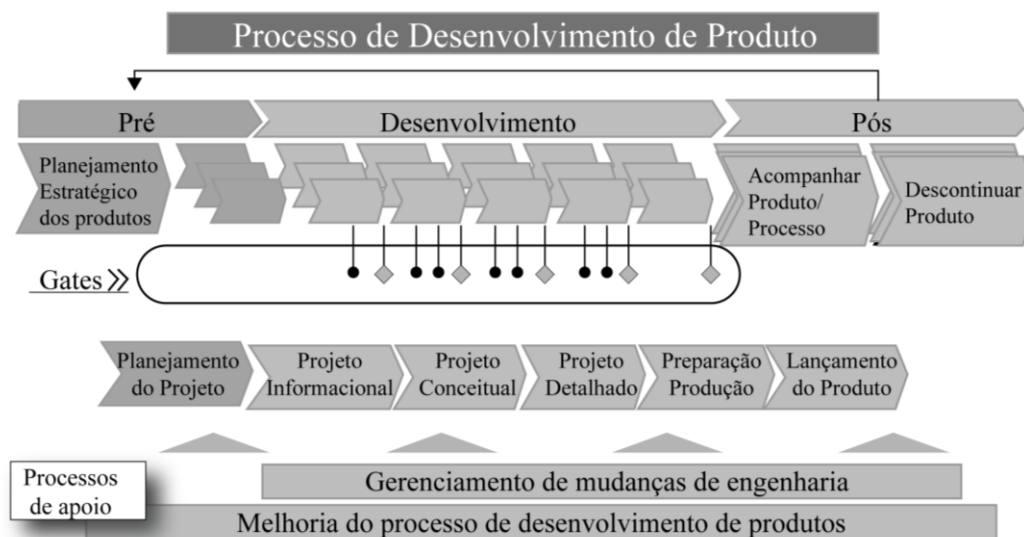 Processo de Desenvolvimento de Produto
Pré
Desenvolvimento
Pós
Planejamento
Estratégico
dos produtos
Acompanhar
Produto/
Processo
Descontinuar
Produto
Gates
Planejamento
do Projeto
Projeto
Informacional
Projeto
Conceitual
Projeto
Detalhado
Preparação
Produção
Lançamento
do Produto
Processos
de apoio
Gerenciamento de mudanças de engenharia
Melhoria do processo de desenvolvimento de produtos